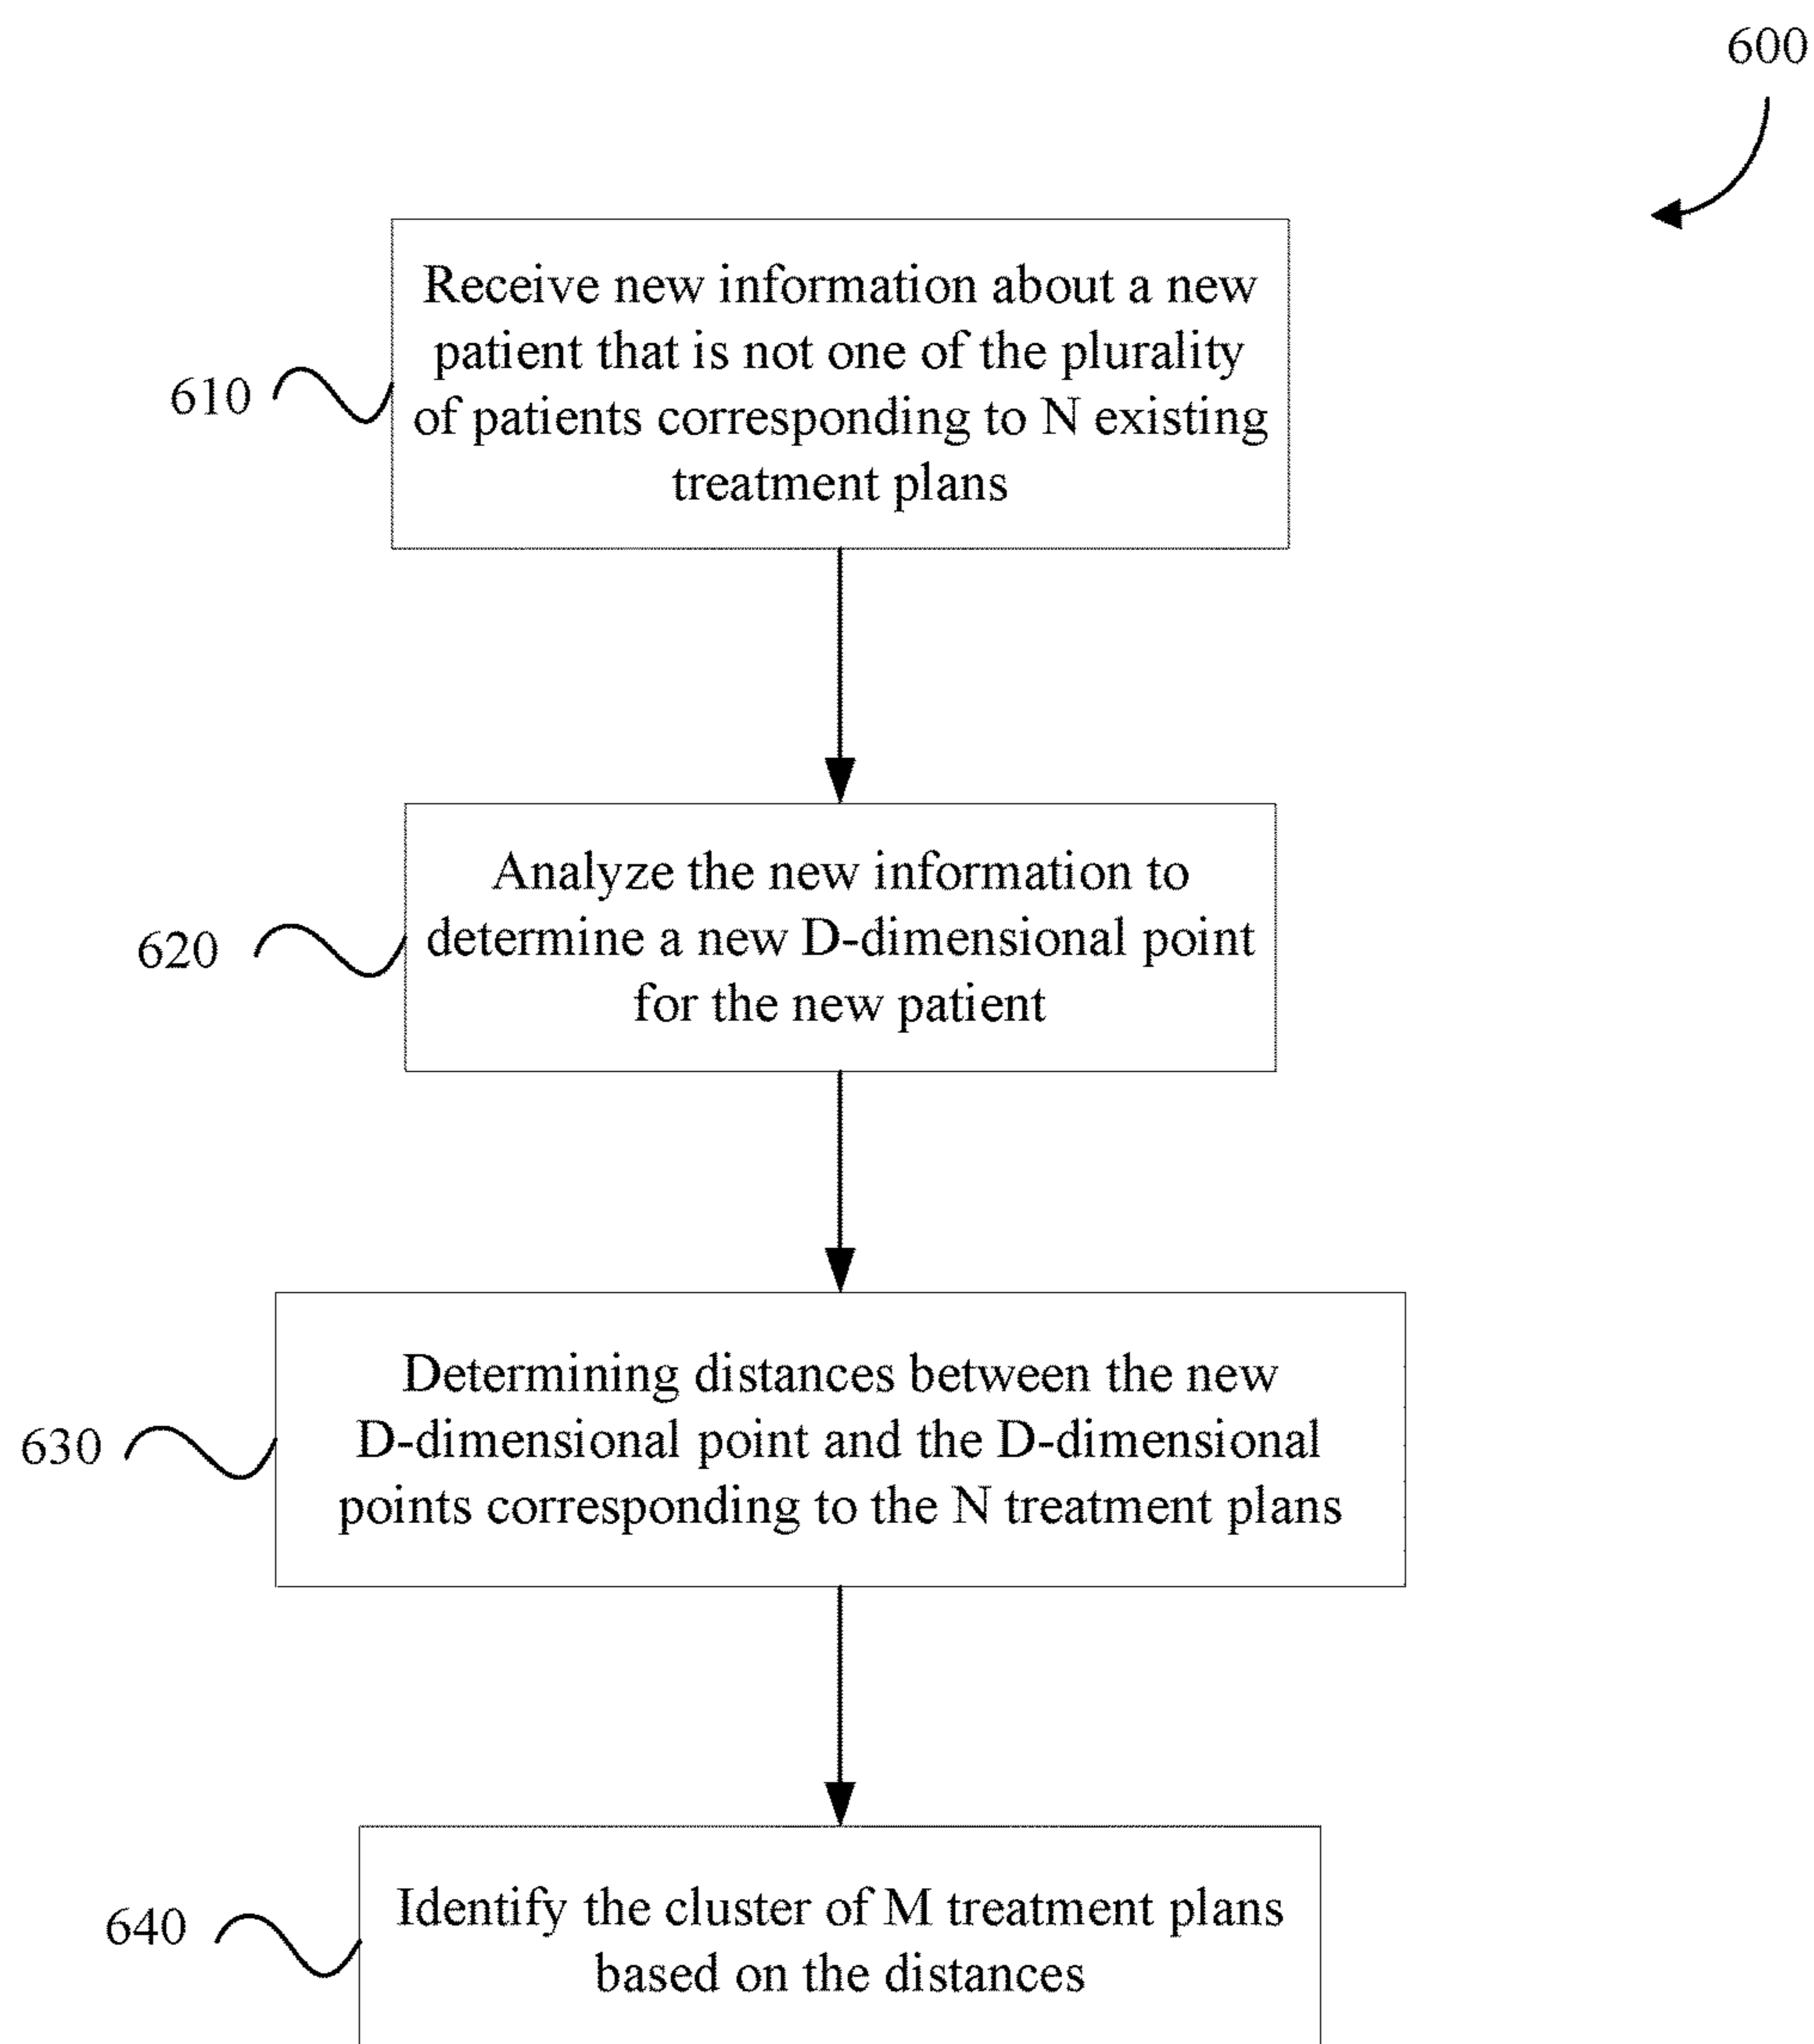 600
Receive new information about a new
patient that is not one of the plurality
of patients corresponding to N existing
treatment plans
610
Analyze the new information to
determine a new D-dimensional point
for the new patient
620
Determining distances between the new
D-dimensional point and the D-dimensional
points corresponding to the N treatment plans
630
Identify the cluster of M treatment plans
based on the distances
640